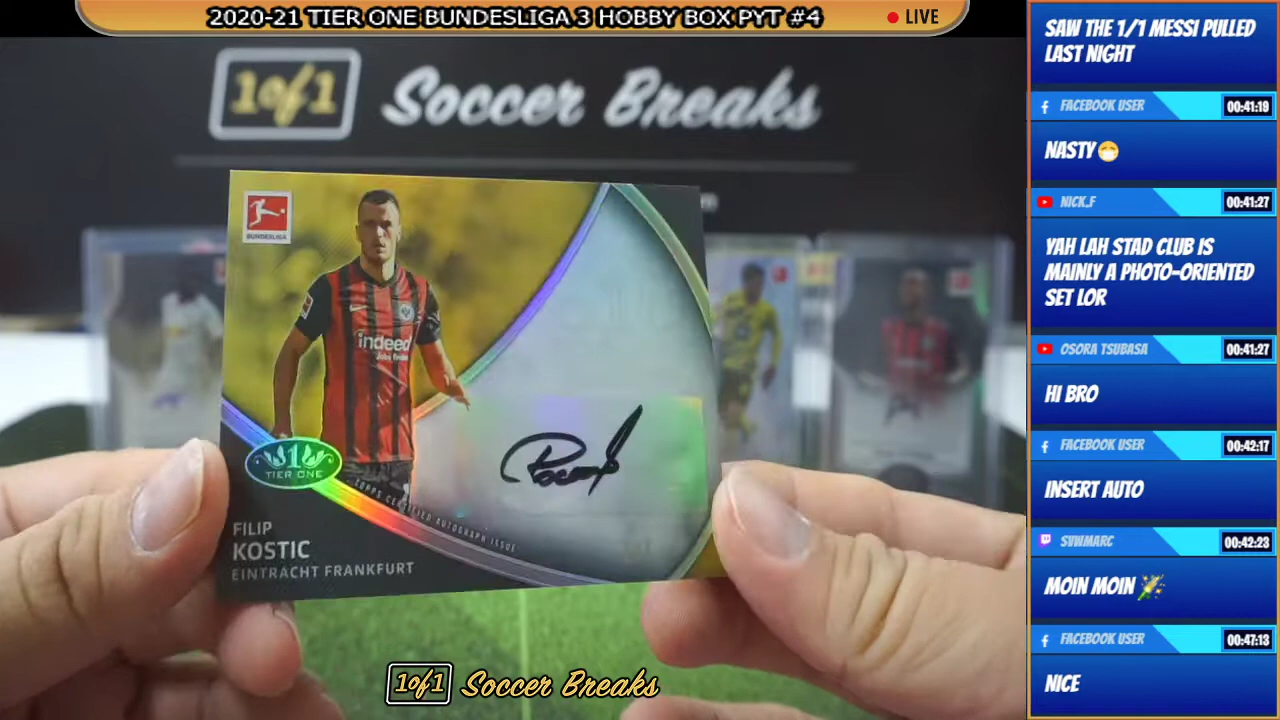 2020-21 TIER ONE BUNDESLIGA 3 HOBBY BOX PYT #4
LIVE
1of1 Soccer Breaks
BUNDESLIGA
indeed
1
TIER ONE
TOPPS CERTIFIED AUTOGRAPH ISSUE
FILIP
KOSTIC
EINTRACHT FRANKFURT
1of1 Soccer Breaks
SAW THE 1/1 MESSI PULLED
LAST NIGHT
FACEBOOK USER 00:41:19
NASTY😷
NICK.F 00:41:27
YAH LAH STAD CLUB IS
MAINLY A PHOTO-ORIENTED
SET LOR
OSORA TSUBASA 00:41:27
HI BRO
FACEBOOK USER 00:42:17
INSERT AUTO
SVWMARC 00:42:23
MOIN MOIN 🍾
FACEBOOK USER 00:47:13
NICE